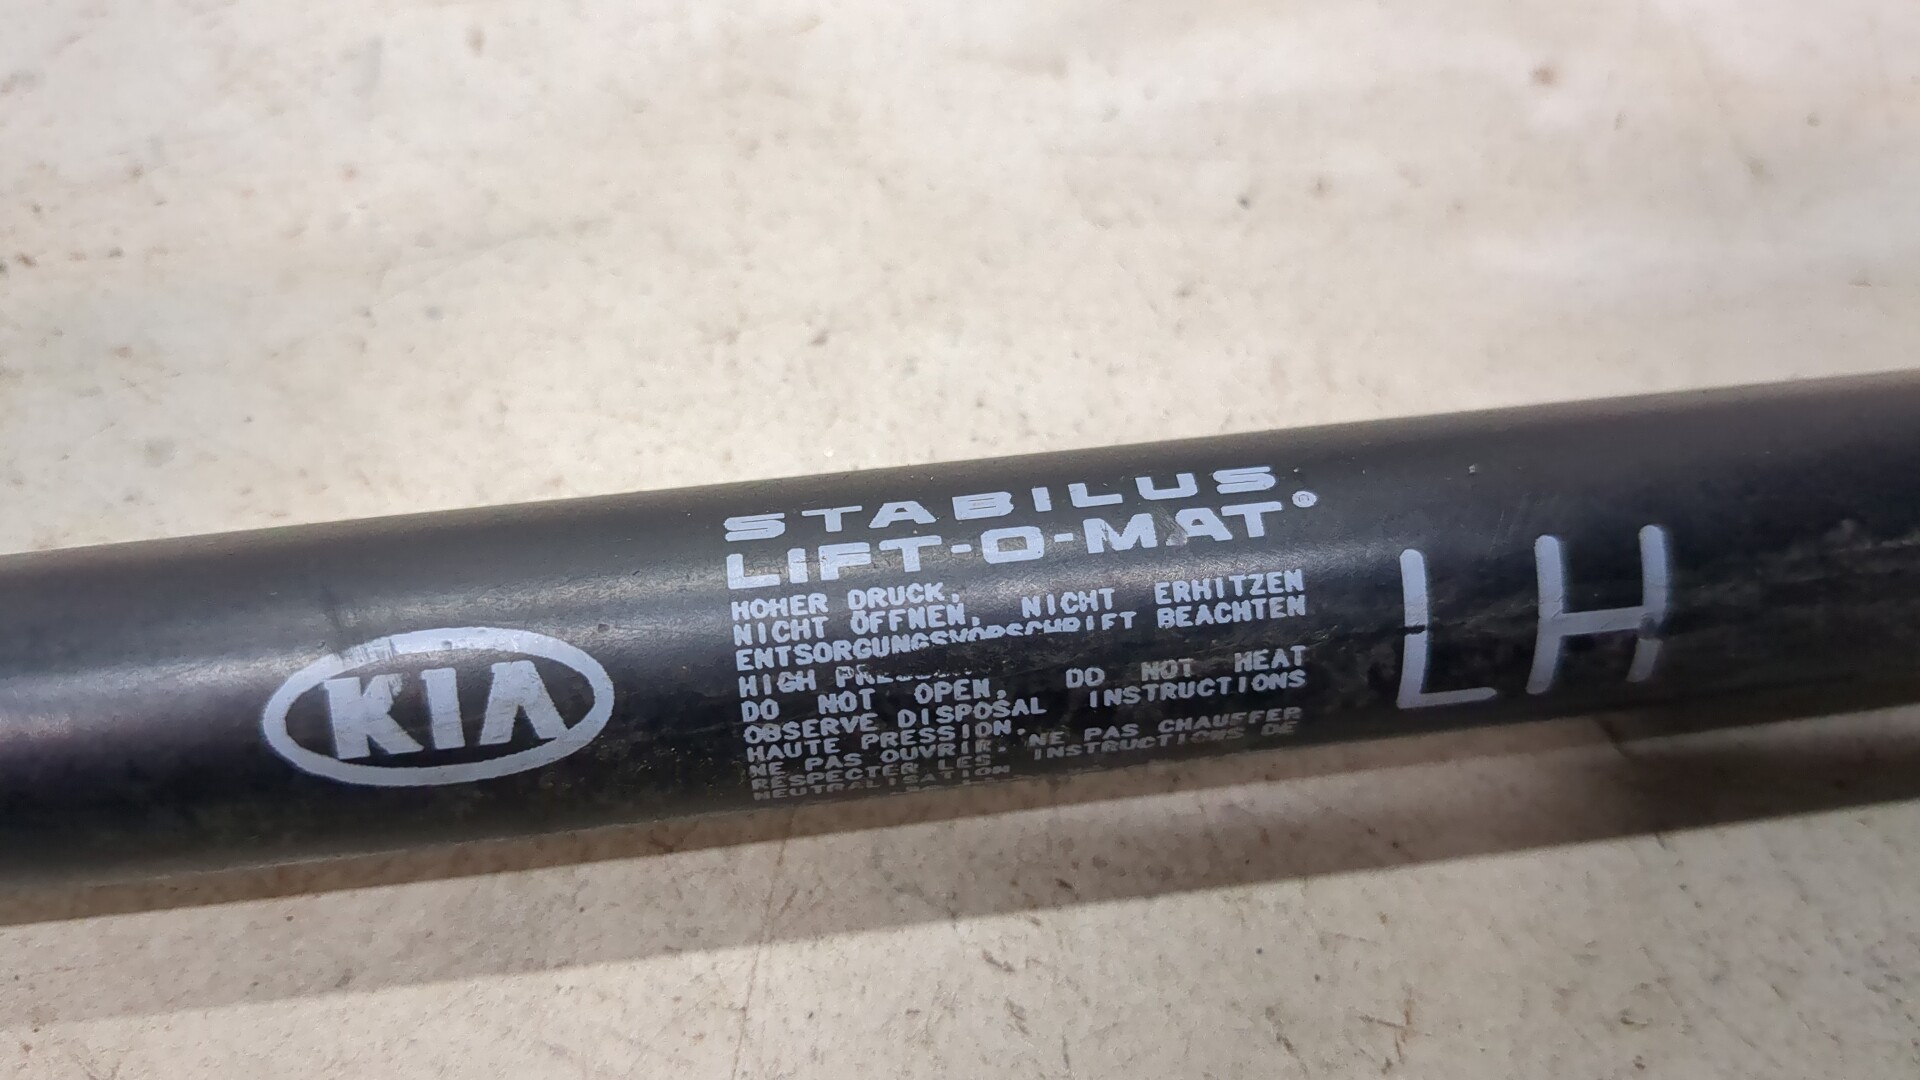 KIA
STABILUS
LIFT-O-MAT®
HOHER DRUCK.
NICHT ÖFFNEN, NICHT ERHITZEN
ENTSORGUNGSVORSCHRIFT BEACHTEN
HIGH
DO NOT OPEN, DO NOT HEAT
OBSERVE DISPOSAL INSTRUCTIONS
HAUTE PRESSION.
NE PAS OUVRIR. NE PAS CHAUFFER
RESPECTER LES INSTRUCTIONS DE
NEUTRALISATION
LH